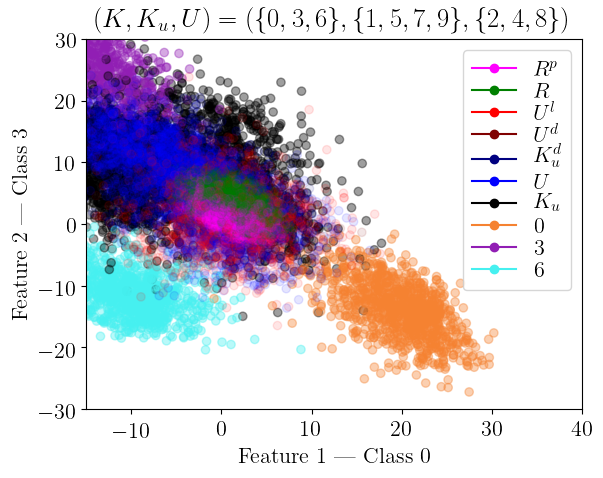 (K, K_u, U) = ({0, 3, 6}, {1, 5, 7, 9}, {2, 4, 8})
30
20
10
0
−10
−20
−30
−10
0
10
20
30
40
Feature 2 — Class 3
Feature 1 — Class 0
R^p
R
U^l
U^d
K_u^d
U
K_u
0
3
6